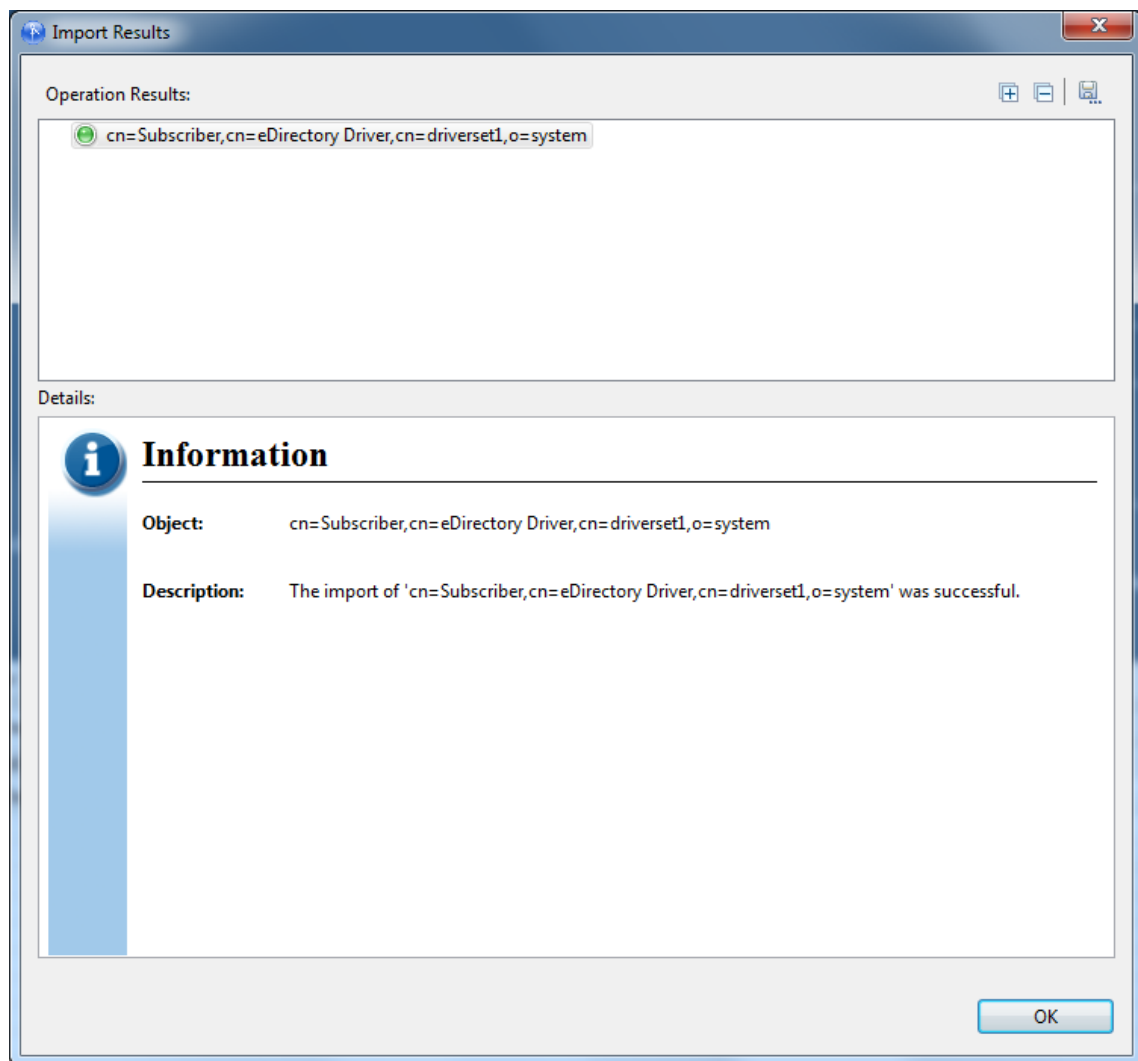 Import Results
Operation Results:
cn=Subscriber,cn=eDirectory Driver,cn=driverset1,o=system
Details:
Information
Object: cn=Subscriber,cn=eDirectory Driver,cn=driverset1,o=system
Description: The import of 'cn=Subscriber,cn=eDirectory Driver,cn=driverset1,o=system' was successful.
OK